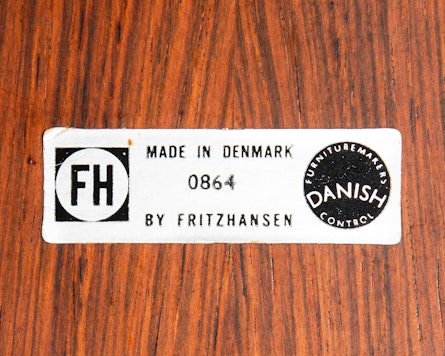 FH
MADE IN DENMARK
0864
BY FRITZHANSEN
FURNITUREMAKERS
DANISH
CONTROL